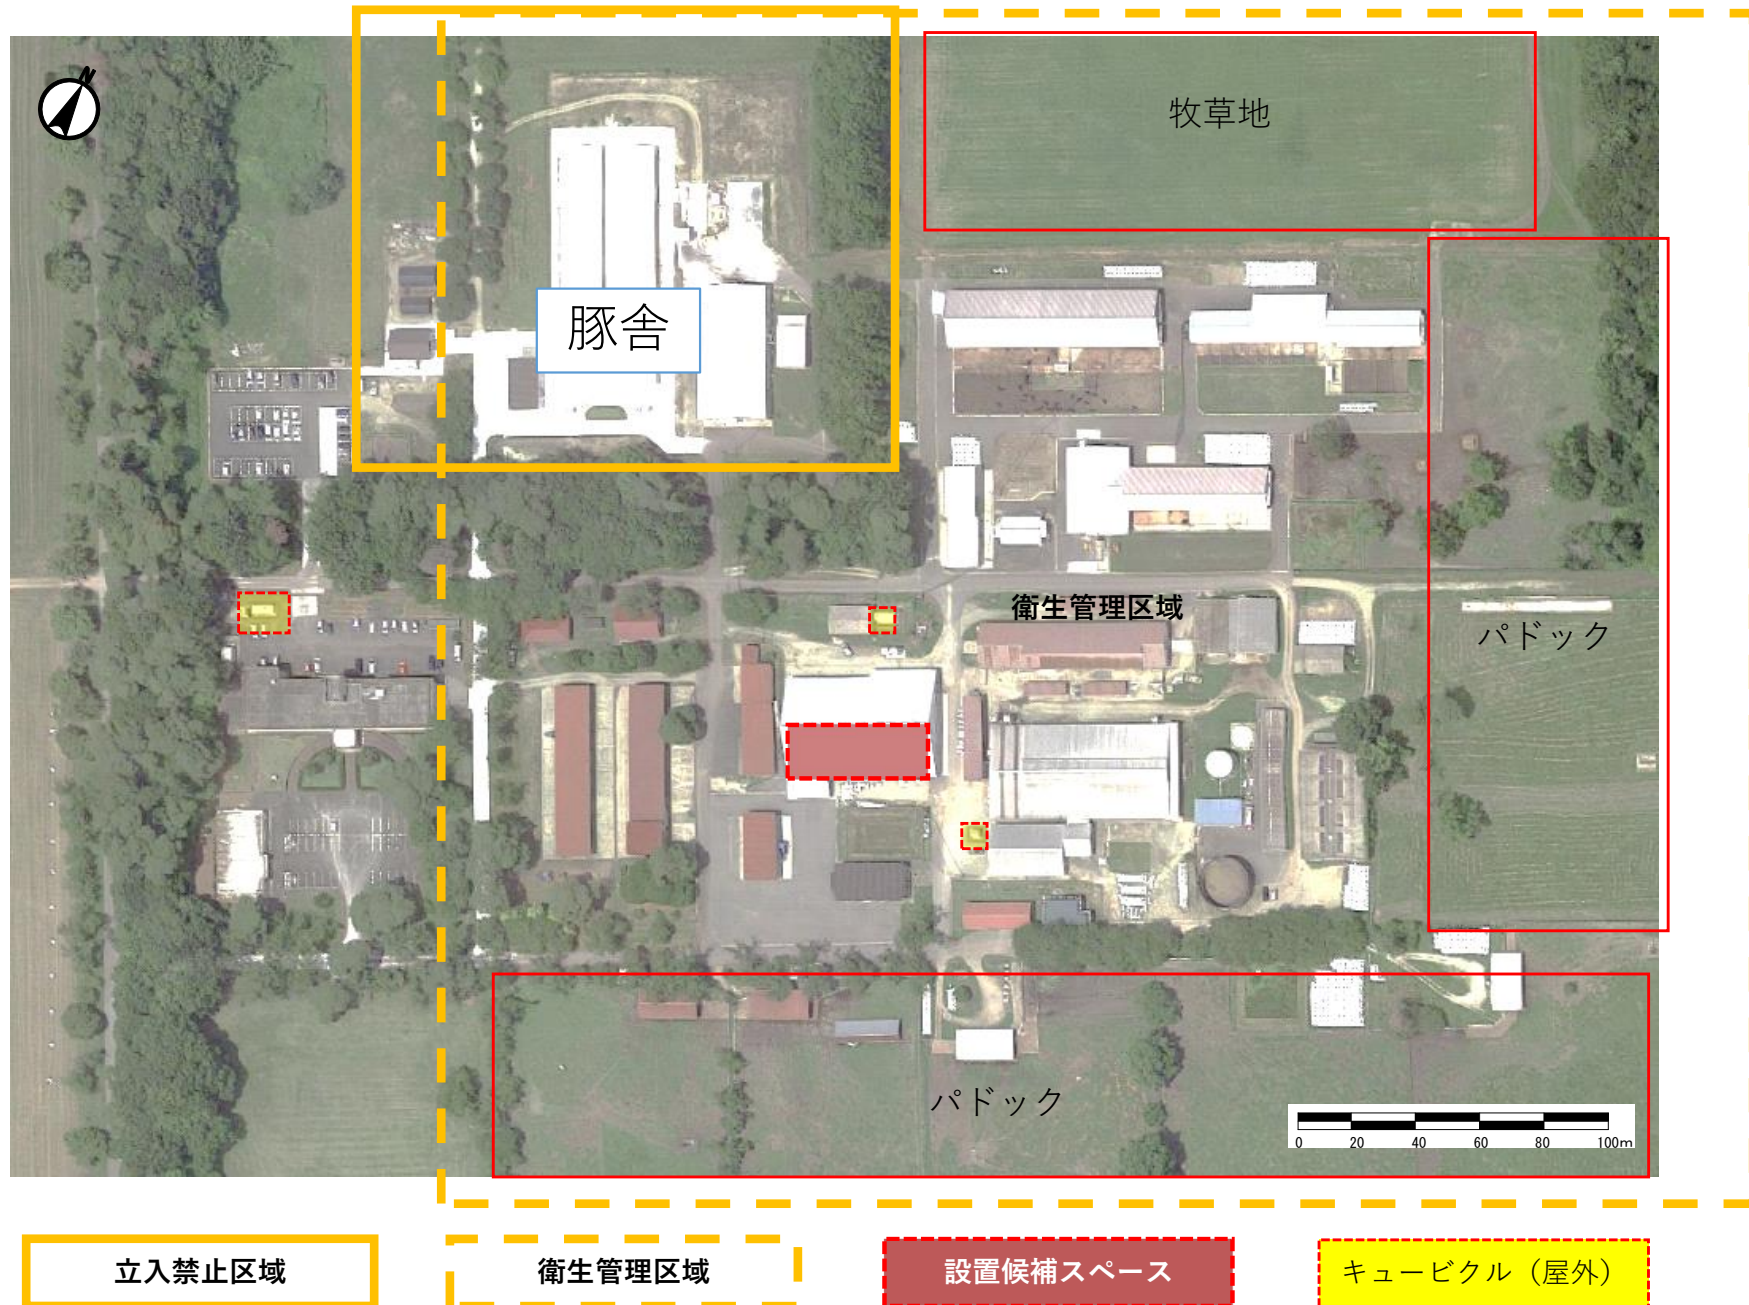 N
牧草地
豚舎
衛生管理区域
パドック
パドック
0 20 40 60 80 100m
立入禁止区域
衛生管理区域
設置候補スペース
キュービクル（屋外）